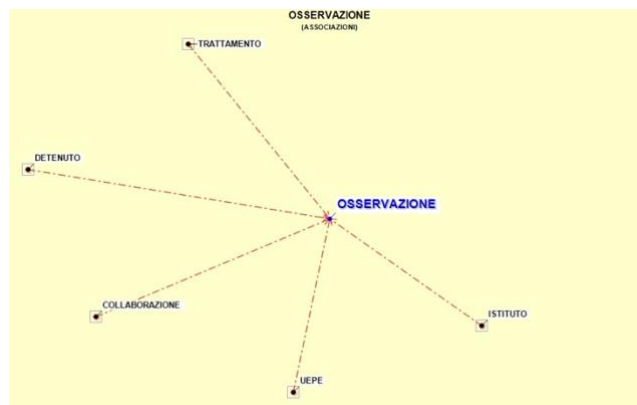 OSSERVAZIONE
(ASSOCIAZIONI)
TRATTAMENTO
DETENUTO
OSSERVAZIONE
COLLABORAZIONE
ISTITUTO
UEPE